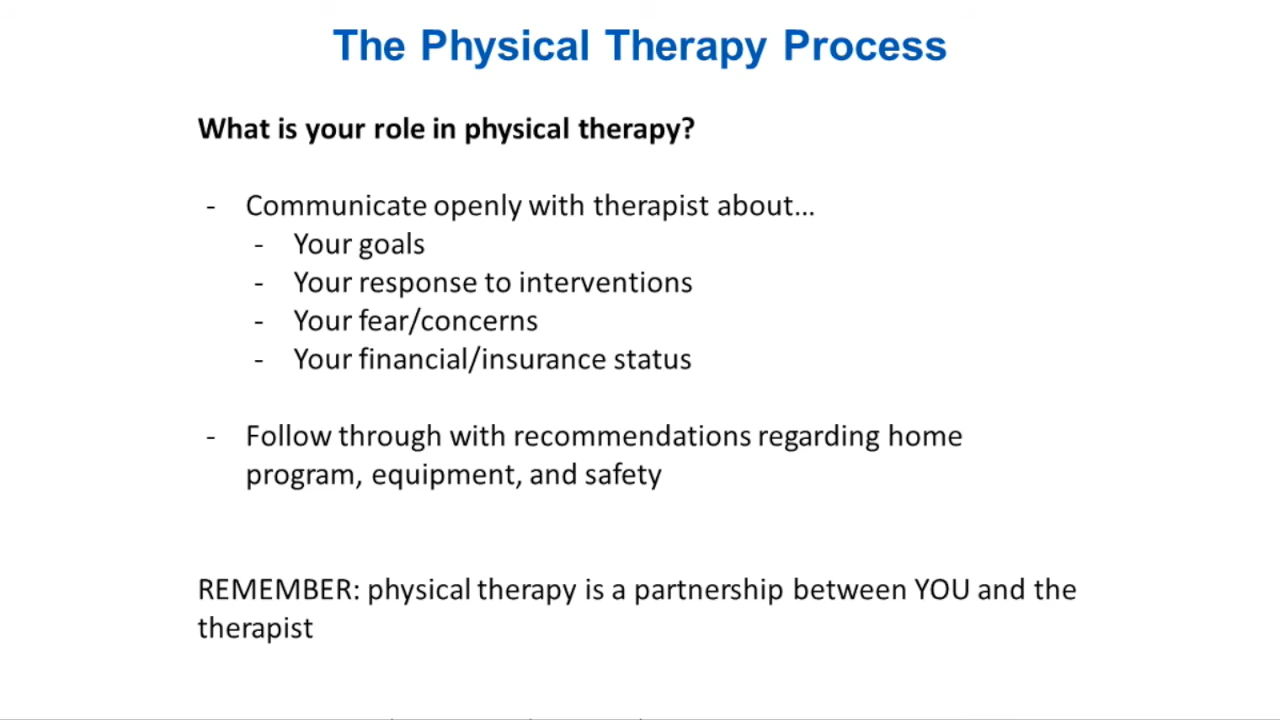 The Physical Therapy Process
What is your role in physical therapy?
- Communicate openly with therapist about...
- Your goals
- Your response to interventions
- Your fear/concerns
- Your financial/insurance status
- Follow through with recommendations regarding home
program, equipment, and safety
REMEMBER: physical therapy is a partnership between YOU and the
therapist